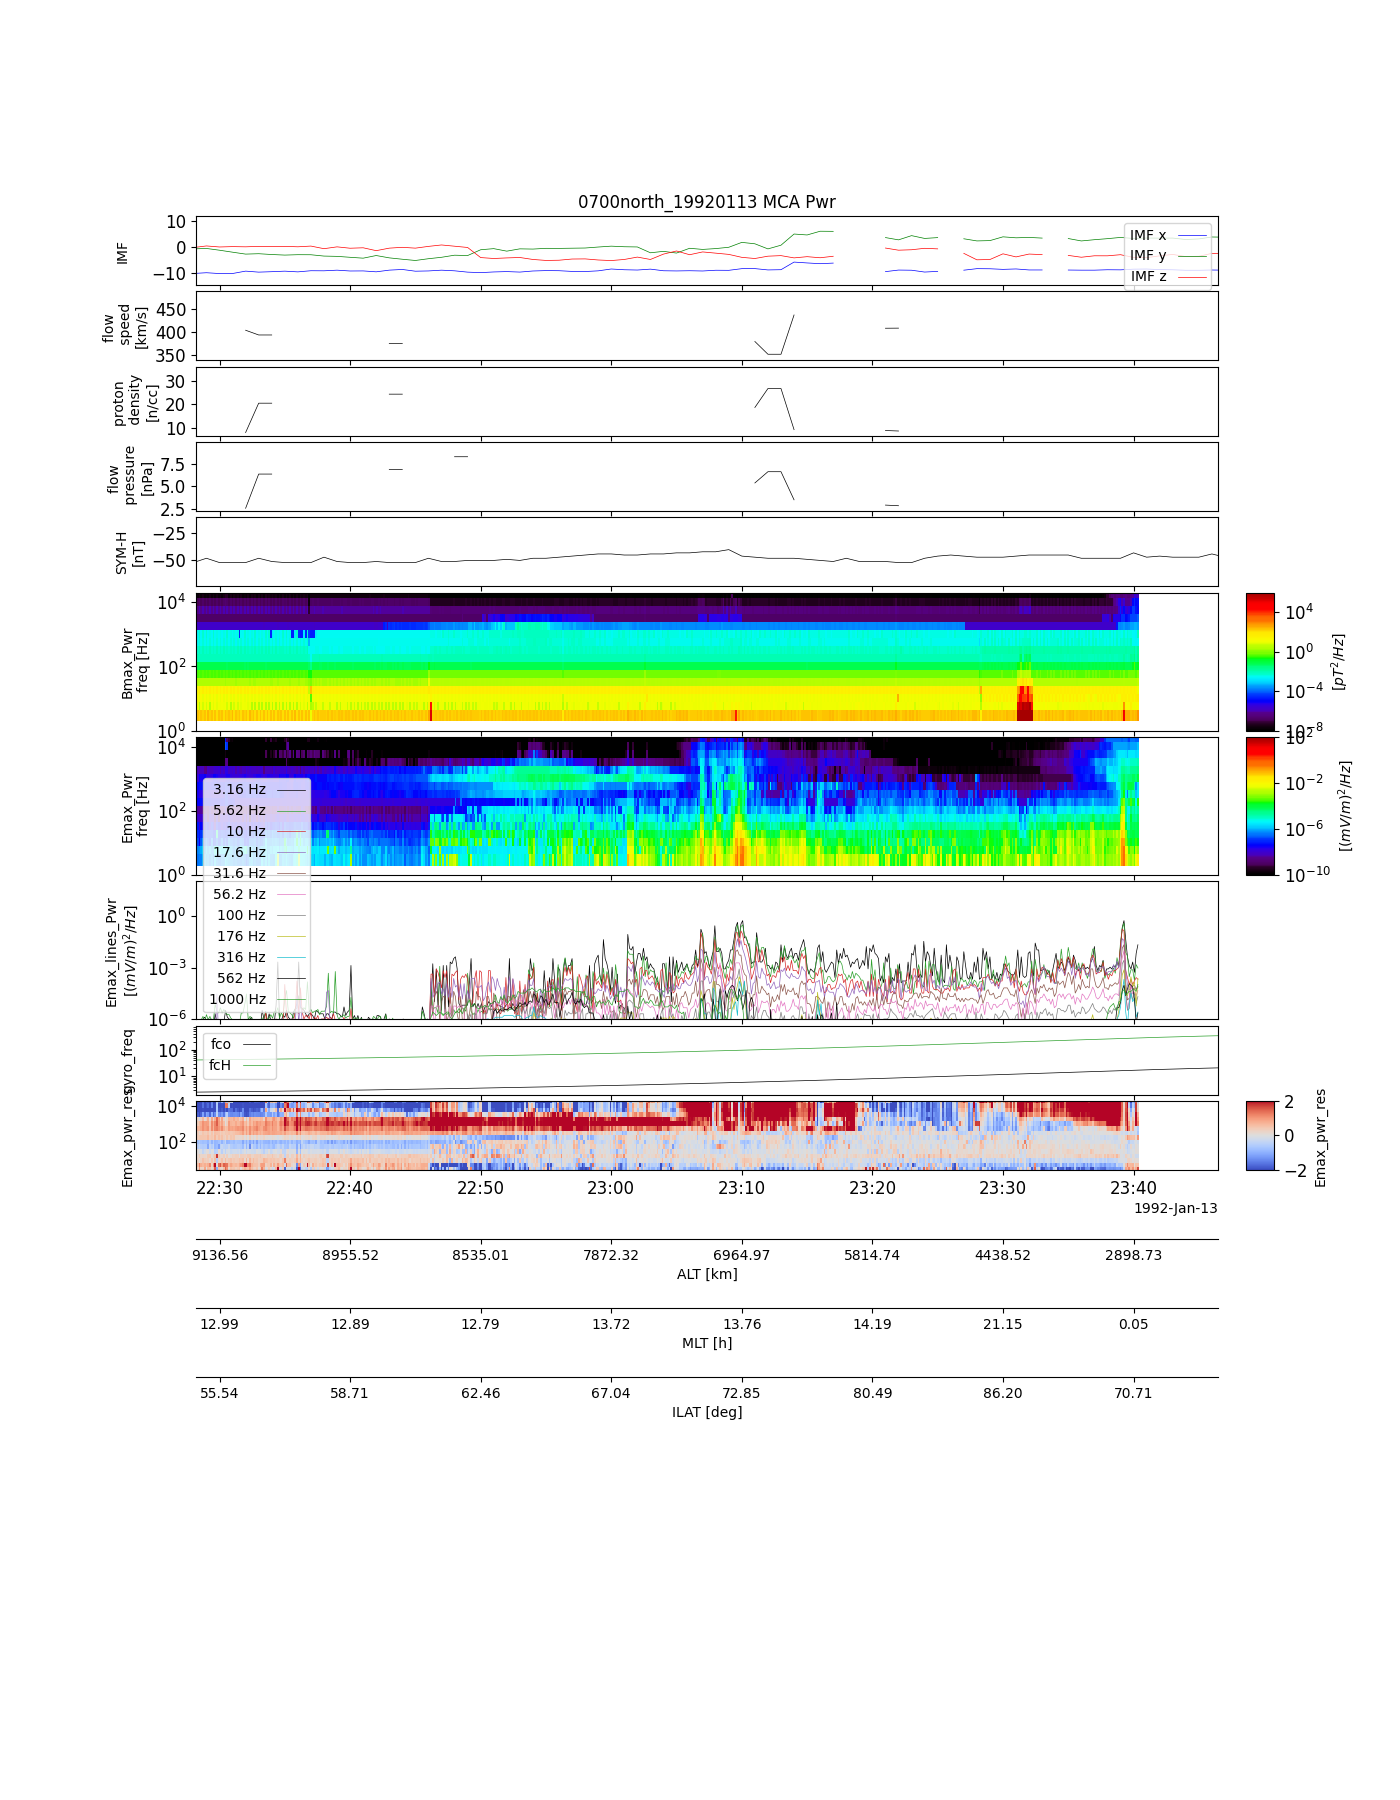 0700north_19920113 MCA Pwr
10
0
−10
IMF
IMF x
IMF y
IMF z
450
400
350
flow
speed
[km/s]
30
20
10
proton
density
[n/cc]
7.5
5.0
2.5
flow
pressure
[nPa]
−25
−50
SYM-H
[nT]
10^4
10^2
10^0
Bmax_Pwr
freq [Hz]
10^4
10^0
10^−4
10^−8
[pT^2/Hz]
10^4
10^2
10^0
Emax_Pwr
freq [Hz]
10^2
10^−2
10^−6
10^−10
[(mV/m)^2/Hz]
3.16 Hz
5.62 Hz
10 Hz
17.6 Hz
31.6 Hz
56.2 Hz
100 Hz
176 Hz
316 Hz
562 Hz
1000 Hz
10^0
10^−3
10^−6
Emax_lines_Pwr
[(mV/m)^2/Hz]
10^2
10^1
gyro_freq
fco
fcH
10^4
10^2
Emax_pwr_res
2
0
−2
Emax_pwr_res
22:30 22:40 22:50 23:00 23:10 23:20 23:30 23:40
1992-Jan-13
9136.56 8955.52 8535.01 7872.32 6964.97 5814.74 4438.52 2898.73
ALT [km]
12.99 12.89 12.79 13.72 13.76 14.19 21.15 0.05
MLT [h]
55.54 58.71 62.46 67.04 72.85 80.49 86.20 70.71
ILAT [deg]